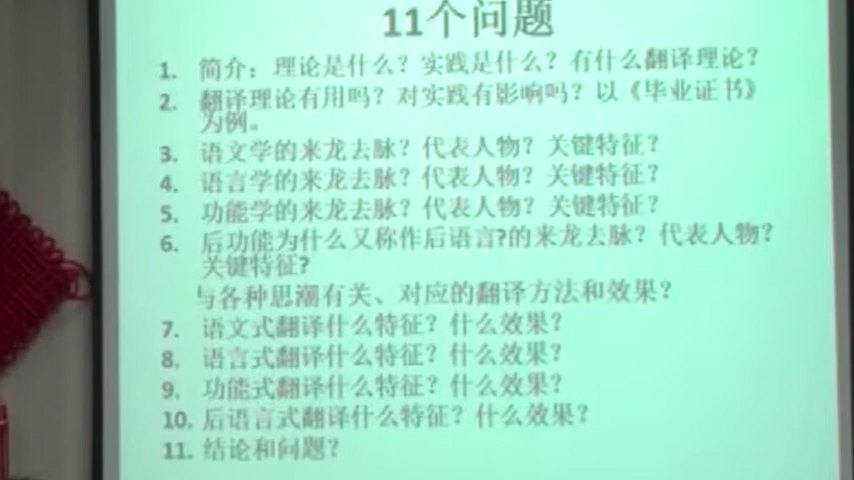 11个问题
1. 简介：理论是什么？实践是什么？有什么翻译理论？
2. 翻译理论有用吗？对实践有影响吗？以《毕业证书》
为例。
3. 语文学的来龙去脉？代表人物？关键特征？
4. 语言学的来龙去脉？代表人物？关键特征？
5. 功能学的来龙去脉？代表人物？关键特征？
6. 后功能为什么又称作后语言?的来龙去脉？代表人物？
关键特征?
与各种思潮有关、对应的翻译方法和效果？
7. 语文式翻译什么特征？什么效果？
8. 语言式翻译什么特征？什么效果？
9. 功能式翻译什么特征？什么效果？
10. 后语言式翻译什么特征？什么效果？
11. 结论和问题？